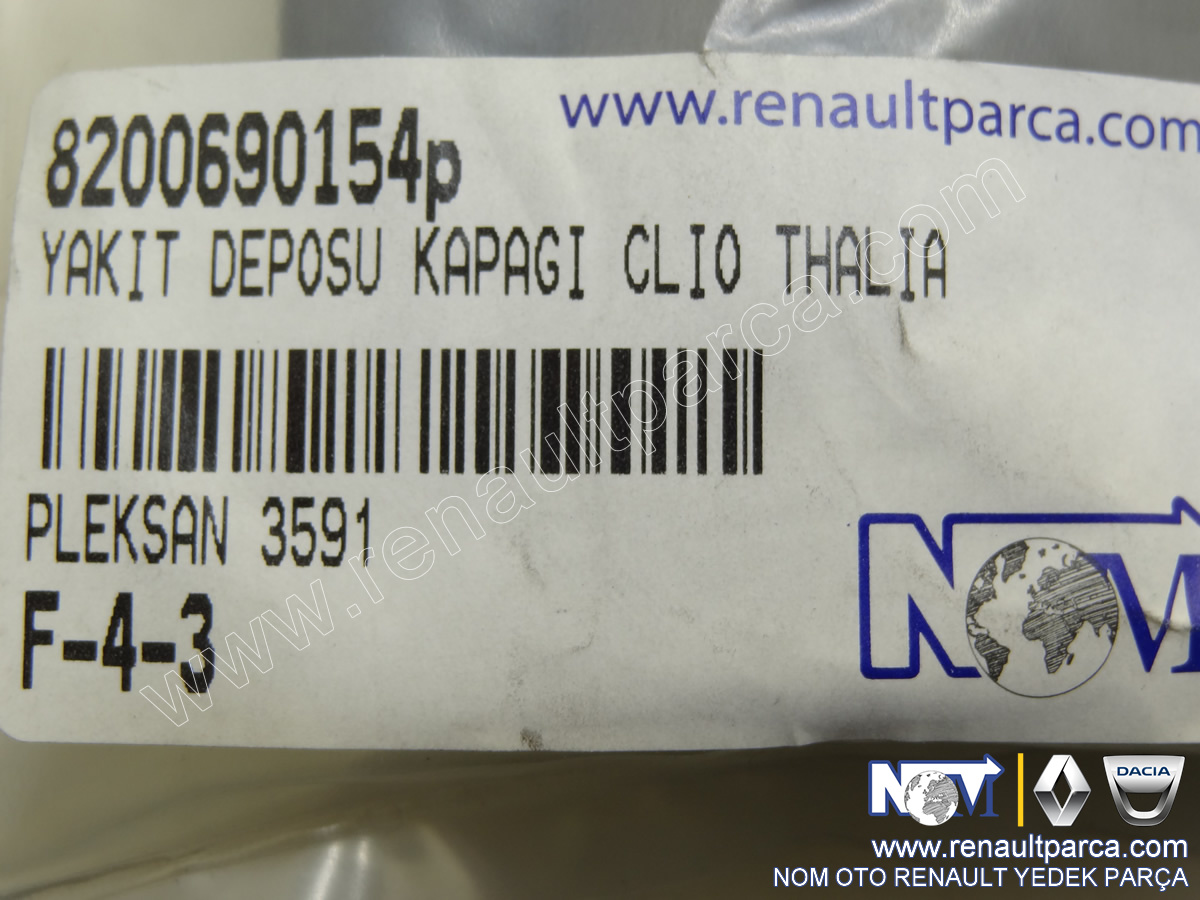 www.renaultparca.com
8200690154p
YAKIT DEPOSU KAPAGI CLIO THALIA
PLEKSAN 3591
F-4-3
NOM
www.renaultparca.com
NOM
DACIA
www.renaultparca.com
NOM OTO RENAULT YEDEK PARÇA